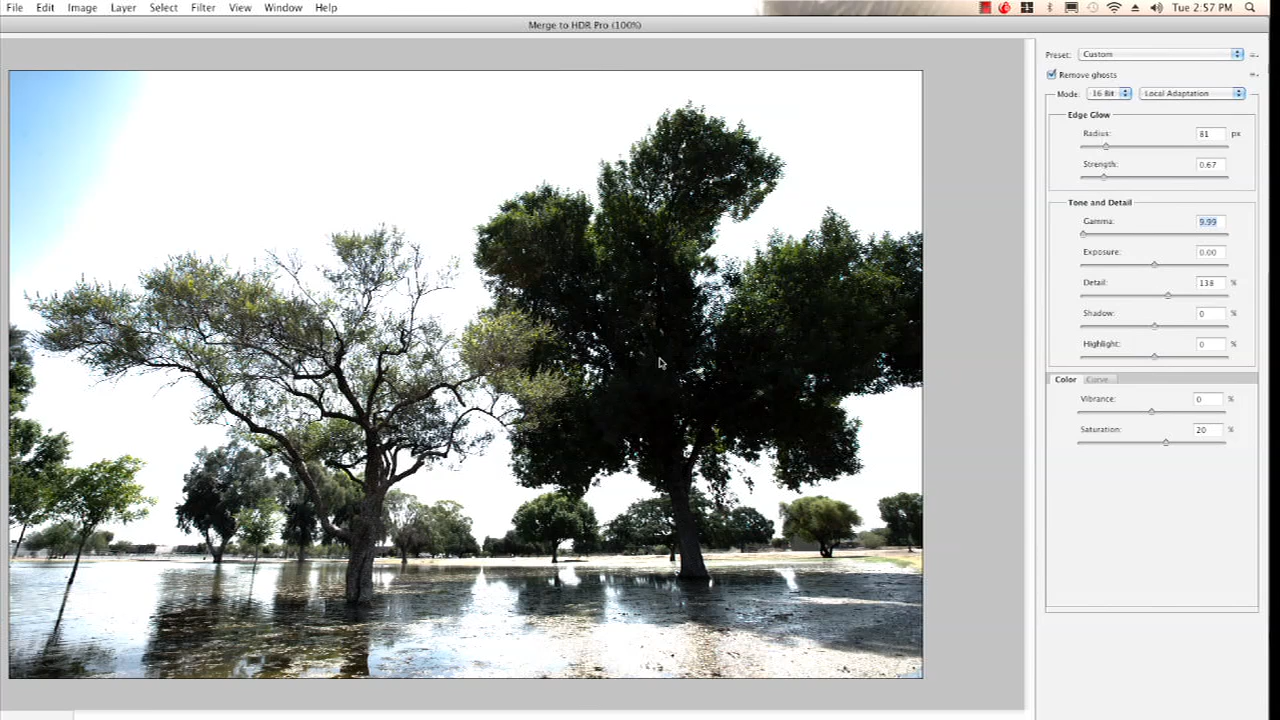 File Edit Image Layer Select Filter View Window Help
Tue 2:57 PM
Merge to HDR Pro (100%)
Preset: Custom
Remove ghosts
Mode: 16 Bit Local Adaptation
Edge Glow
Radius: 81 px
Strength: 0.67
Tone and Detail
Gamma: 9.99
Exposure: 0.00
Detail: 138 %
Shadow: 0 %
Highlight: 0 %
Color Curve
Vibrance: 0 %
Saturation: 20 %